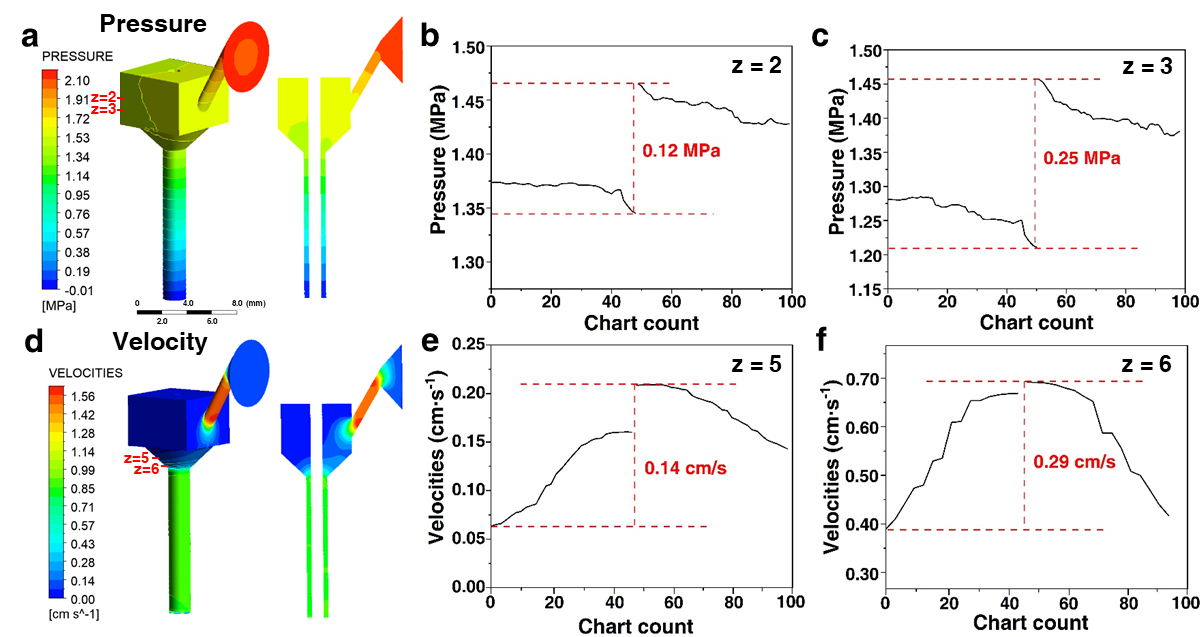 a
Pressure
PRESSURE
2.10
1.91
1.72
1.53
1.34
1.14
0.95
0.76
0.57
0.38
0.19
-0.01
[MPa]
z=2
z=3
0 4.0 8.0 (mm)
2.0 6.0
b
z = 2
Pressure (MPa)
1.50
1.45
1.40
1.35
1.30
0.12 MPa
0 20 40 60 80 100
Chart count
c
z = 3
Pressure (MPa)
1.50
1.45
1.40
1.35
1.30
1.25
1.20
1.15
0.25 MPa
0 20 40 60 80 100
Chart count
d
Velocity
VELOCITIES
1.56
1.42
1.28
1.14
0.99
0.85
0.71
0.57
0.43
0.28
0.14
0.00
[cm s^-1]
z=5
z=6
e
z = 5
Velocities (cm·s⁻¹)
0.25
0.20
0.15
0.10
0.05
0.00
0.14 cm/s
0 20 40 60 80 100
Chart count
f
z = 6
Velocities (cm·s⁻¹)
0.70
0.60
0.50
0.40
0.30
0.29 cm/s
0 20 40 60 80 100
Chart count